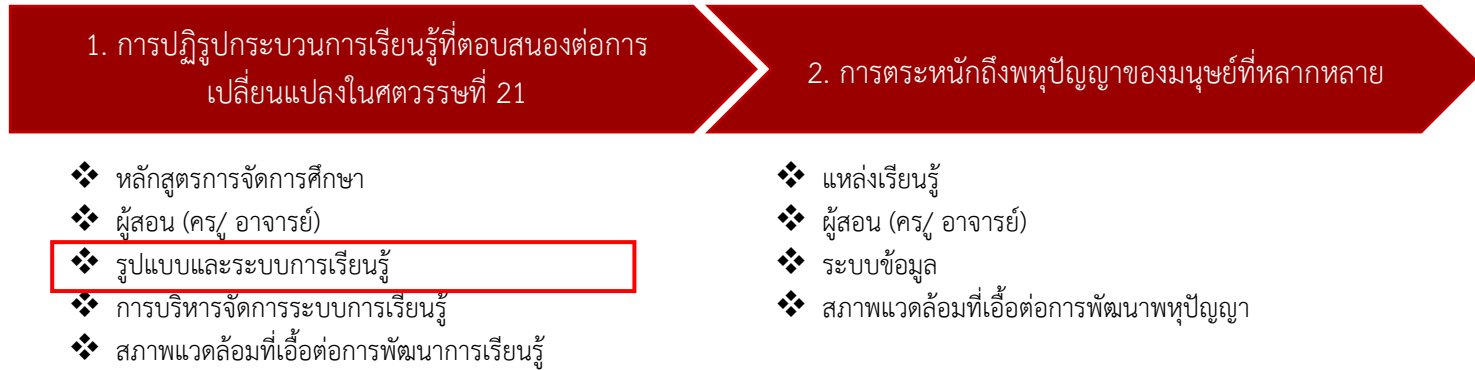 1. การปฏิรูปกระบวนการเรียนรู้ที่ตอบสนองต่อการ
เปลี่ยนแปลงในศตวรรษที่ 21
2. การตระหนักถึงพหุปัญญาของมนุษย์ที่หลากหลาย
❖ หลักสูตรการจัดการศึกษา
❖ ผู้สอน (ครู/ อาจารย์)
❖ รูปแบบและระบบการเรียนรู้
❖ การบริหารจัดการระบบการเรียนรู้
❖ สภาพแวดล้อมที่เอื้อต่อการพัฒนาการเรียนรู้
❖ แหล่งเรียนรู้
❖ ผู้สอน (ครู/ อาจารย์)
❖ ระบบข้อมูล
❖ สภาพแวดล้อมที่เอื้อต่อการพัฒนาพหุปัญญา